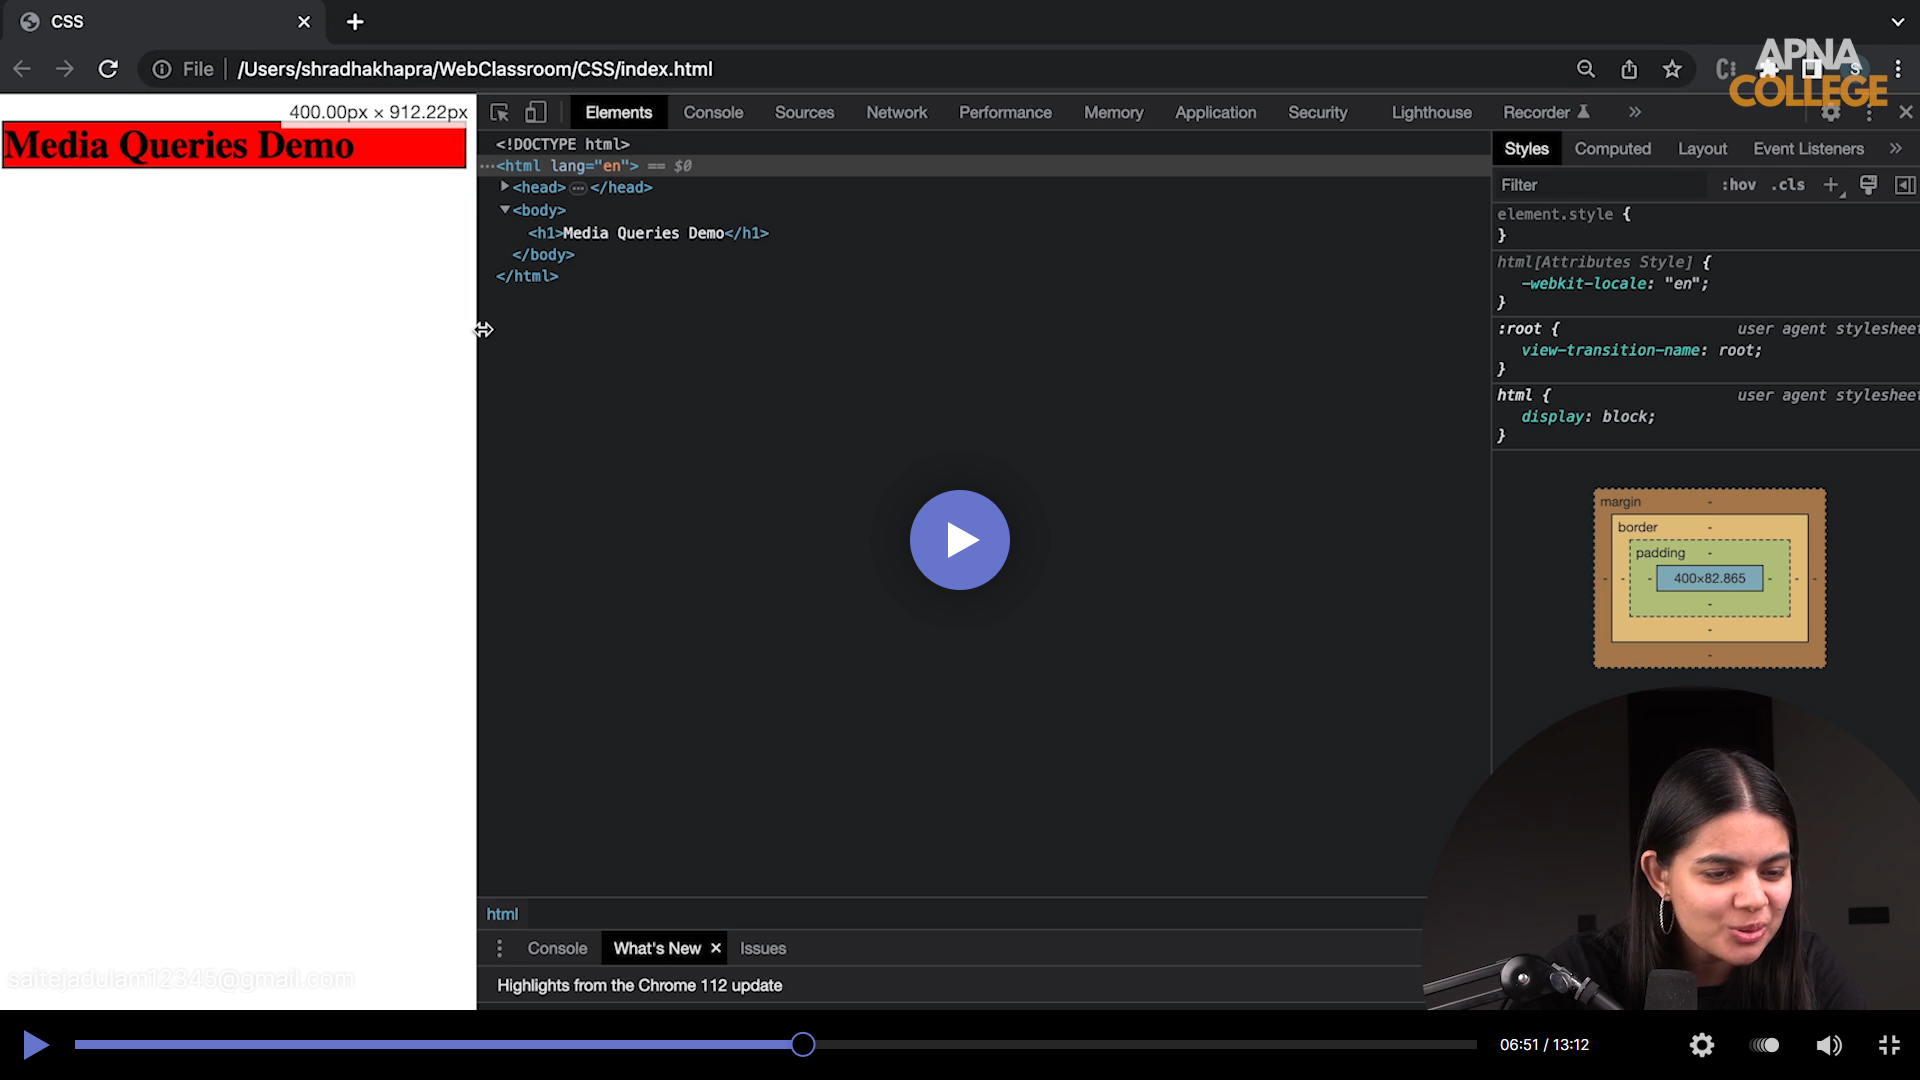 CSS
File
/Users/shradhakhapra/WebClassroom/CSS/index.html
APNA
COLLEGE
400.00px × 912.22px
Media Queries Demo
Elements Console Sources Network Performance Memory Application Security Lighthouse Recorder
<!DOCTYPE html>
<html lang="en"> == $0
<head> … </head>
<body>
<h1>Media Queries Demo</h1>
</body>
</html>
Styles Computed Layout Event Listeners
Filter :hov .cls
element.style {
}
html[Attributes Style] {
-webkit-locale: "en";
}
:root { user agent stylesheet
view-transition-name: root;
}
html { user agent stylesheet
display: block;
}
margin -
border -
padding -
- - - 400×82.865 - - -
-
-
-
html
Console What's New Issues
Highlights from the Chrome 112 update
saitejadulam12345@gmail.com
06:51 / 13:12